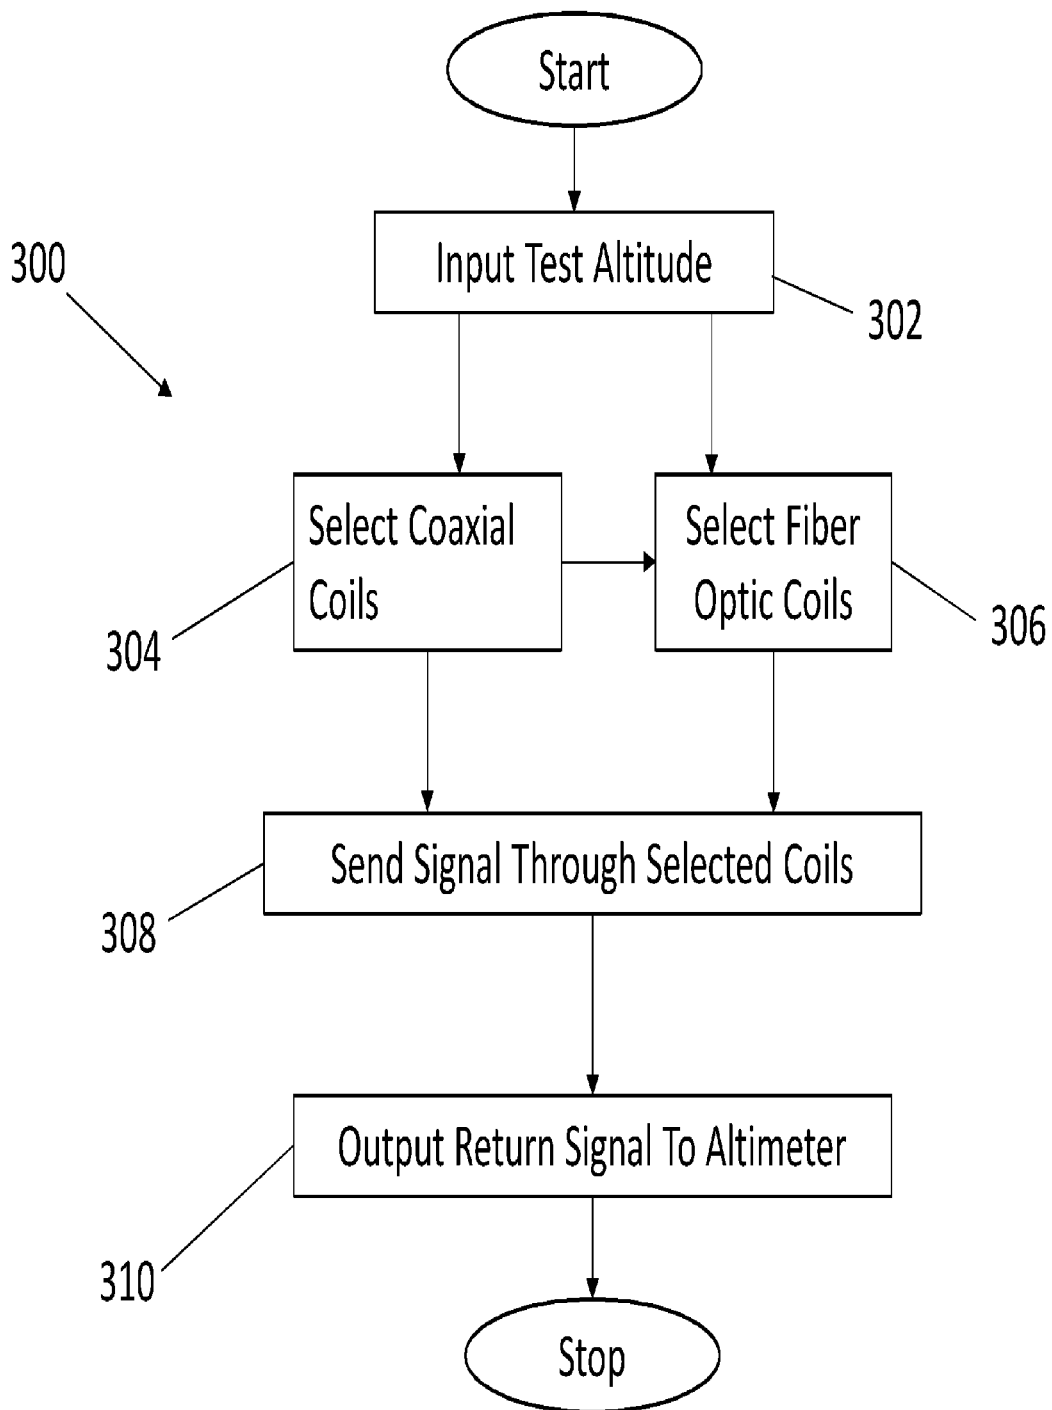 Start
Input Test Altitude
300
302
Select Coaxial
Coils
Select Fiber
Optic Coils
304
306
Send Signal Through Selected Coils
308
Output Return Signal To Altimeter
310
Stop